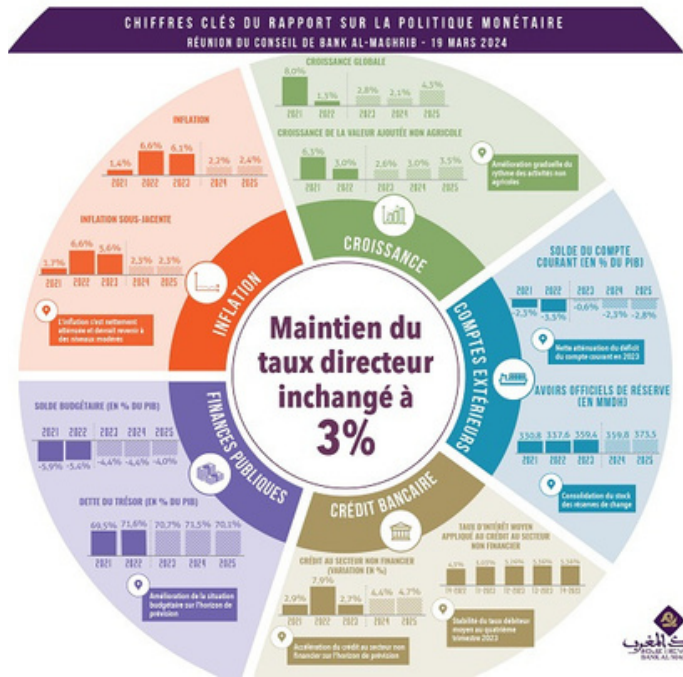 CHIFFRES CLÉS DU RAPPORT SUR LA POLITIQUE MONÉTAIRE
RÉUNION DU CONSEIL DE BANK AL-MAGHRIB - 19 MARS 2024
CROISSANCE GLOBALE
8,0% 1,3% 2,8% 2,1% 4,3%
2021 2022 2023 2024 2025
CROISSANCE DE LA VALEUR AJOUTÉE NON AGRICOLE
6,3% 3,0% 2,6% 3,0% 3,5%
2021 2022 2023 2024 2025
Amélioration graduelle du
rythme des activités non
agricoles
CROISSANCE
INFLATION
1,4% 6,6% 6,1% 2,2% 2,4%
2021 2022 2023 2024 2025
INFLATION SOUS-JACENTE
1,7% 6,6% 5,6% 2,3% 2,3%
2021 2022 2023 2024 2025
L'inflation s'est nettement
atténuée et devrait revenir à
des niveaux modérés
INFLATION
SOLDE DU COMPTE
COURANT (EN % DU PIB)
2021 2022 2023 2024 2025
-2,3% -3,5% -0,6% -2,3% -2,8%
Nette atténuation du déficit
du compte courant en 2023
AVOIRS OFFICIELS DE RÉSERVE
(EN MMDH)
330,8 337,6 359,4 359,8 373,5
2021 2022 2023 2024 2025
Consolidation du stock
des réserves de change
COMPTES EXTÉRIEURS
Maintien du
taux directeur
inchangé à
3%
SOLDE BUDGÉTAIRE (EN % DU PIB)
2021 2022 2023 2024 2025
-5,9% -5,4% -4,4% -4,4% -4,0%
DETTE DU TRÉSOR (EN % DU PIB)
69,5% 71,6% 70,7% 71,5% 70,1%
2021 2022 2023 2024 2025
Amélioration de la situation
budgétaire sur l'horizon de
prévision
FINANCES PUBLIQUES
CRÉDIT BANCAIRE
CRÉDIT AU SECTEUR NON FINANCIER
(VARIATION EN %)
2,9% 7,9% 2,7% 4,4% 4,7%
2021 2022 2023 2024 2025
Accélération du crédit au secteur non
financier sur l'horizon de prévision
TAUX D'INTÉRÊT MOYEN
APPLIQUÉ AU CRÉDIT AU SECTEUR
NON FINANCIER
Stabilité du taux débiteur
moyen au quatrième
trimestre 2023